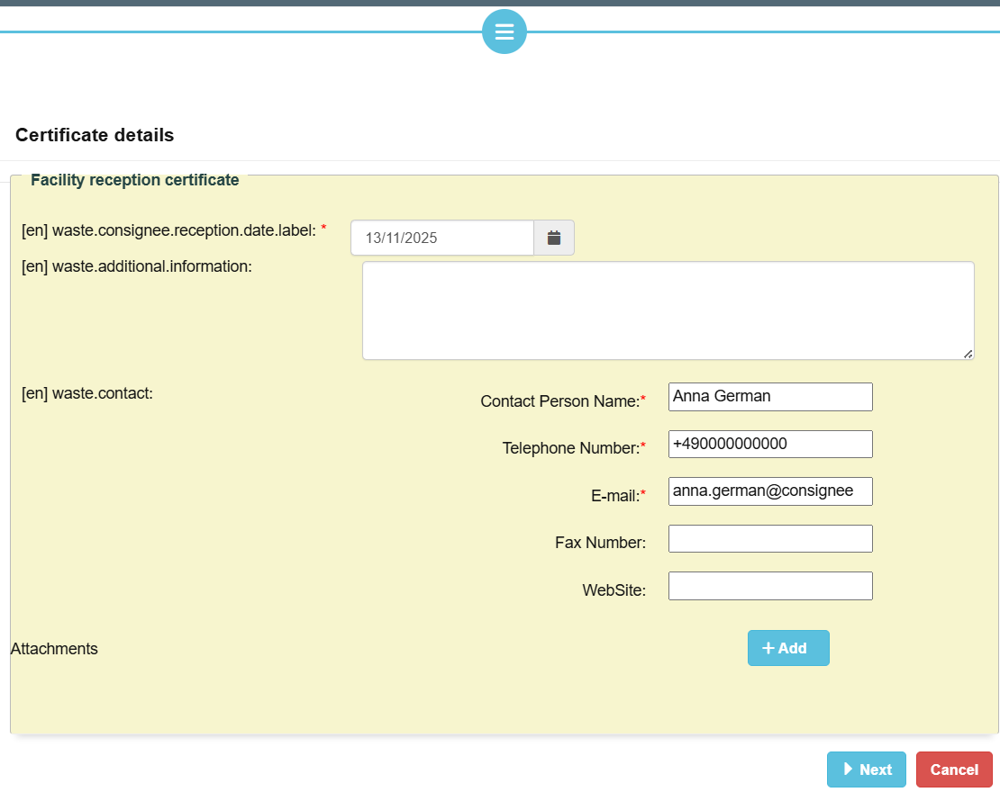 Certificate details
Facility reception certificate
[en] waste.consignee.reception.date.label: * 13/11/2025
[en] waste.additional.information:
[en] waste.contact:
Contact Person Name:* Anna German
Telephone Number:* +490000000000
E-mail:* anna.german@consignee
Fax Number:
WebSite:
Attachments + Add
Next Cancel